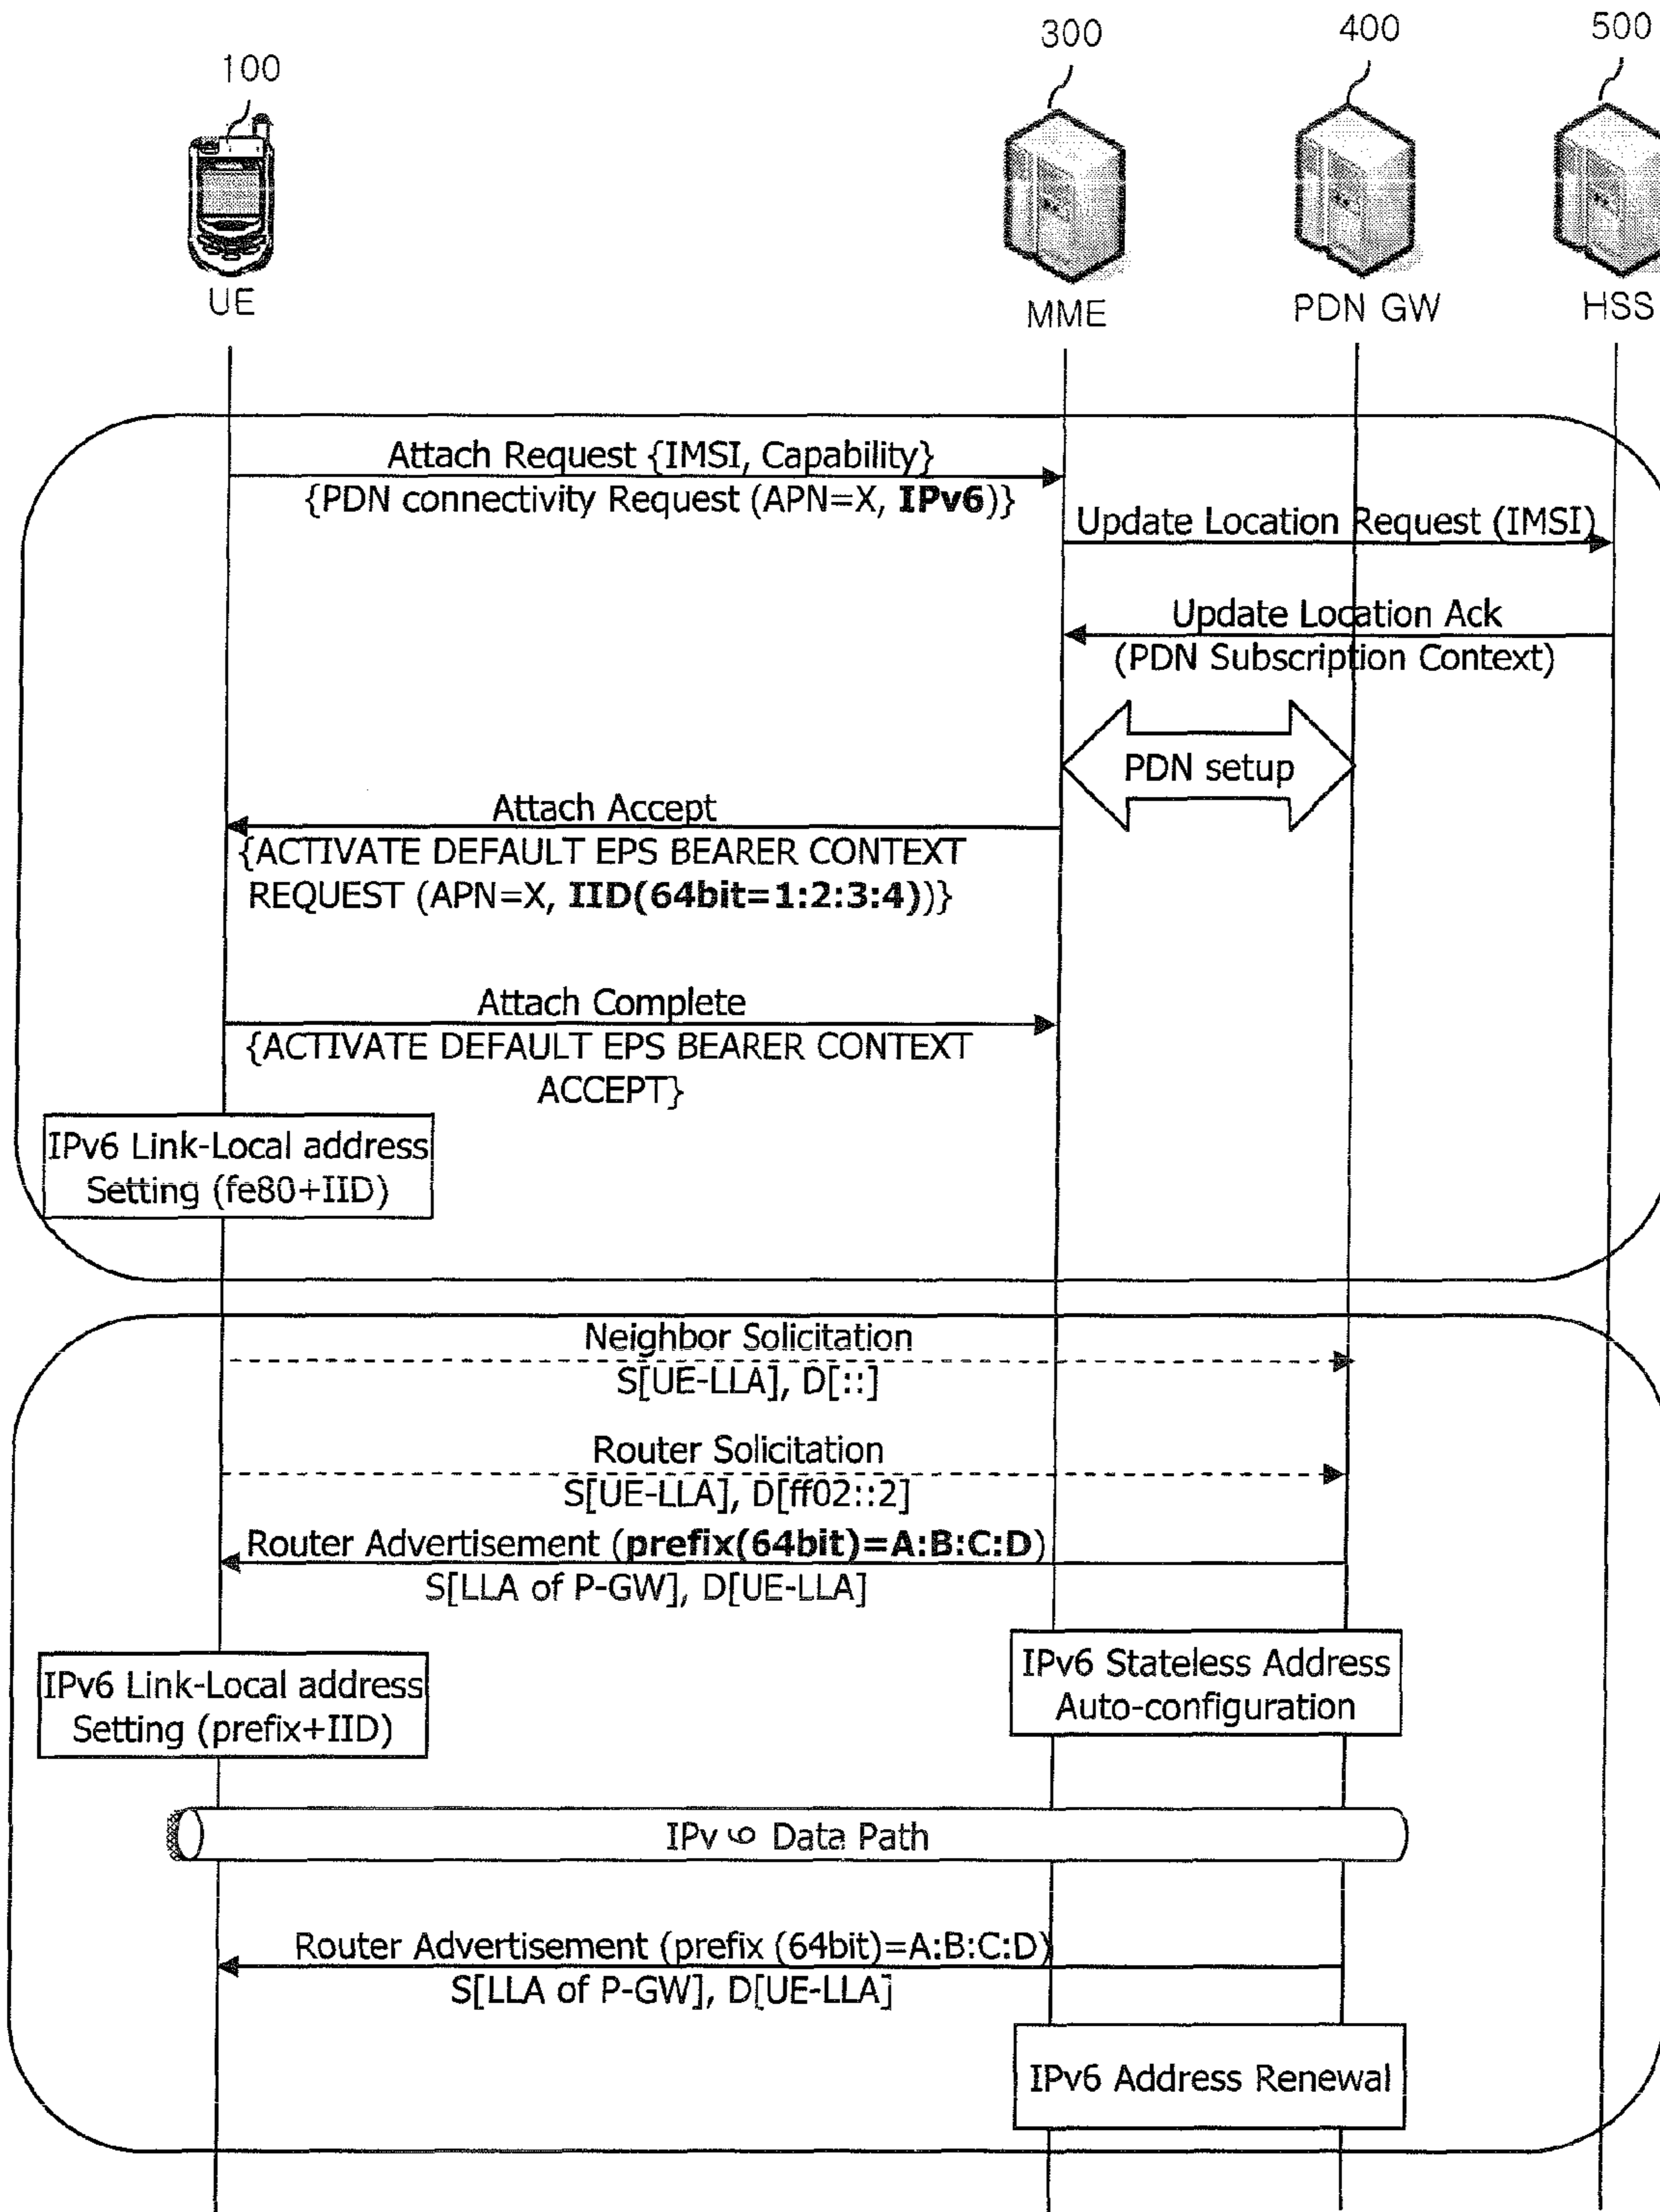 100
300
400
500
UE
MME
PDN GW
HSS
Attach Request {IMSI, Capability}
{PDN connectivity Request (APN=X, IPv6)}
Update Location Request (IMSI)
Update Location Ack
(PDN Subscription Context)
PDN setup
Attach Accept
{ACTIVATE DEFAULT EPS BEARER CONTEXT
REQUEST (APN=X, IID(64bit=1:2:3:4))}
Attach Complete
{ACTIVATE DEFAULT EPS BEARER CONTEXT
ACCEPT}
IPv6 Link-Local address
Setting (fe80+IID)
Neighbor Solicitation
S[UE-LLA], D[::]
Router Solicitation
S[UE-LLA], D[ff02::2]
Router Advertisement (prefix(64bit)=A:B:C:D)
S[LLA of P-GW], D[UE-LLA]
IPv6 Link-Local address
Setting (prefix+IID)
IPv6 Stateless Address
Auto-configuration
IPv6 Data Path
Router Advertisement (prefix (64bit)=A:B:C:D)
S[LLA of P-GW], D[UE-LLA]
IPv6 Address Renewal